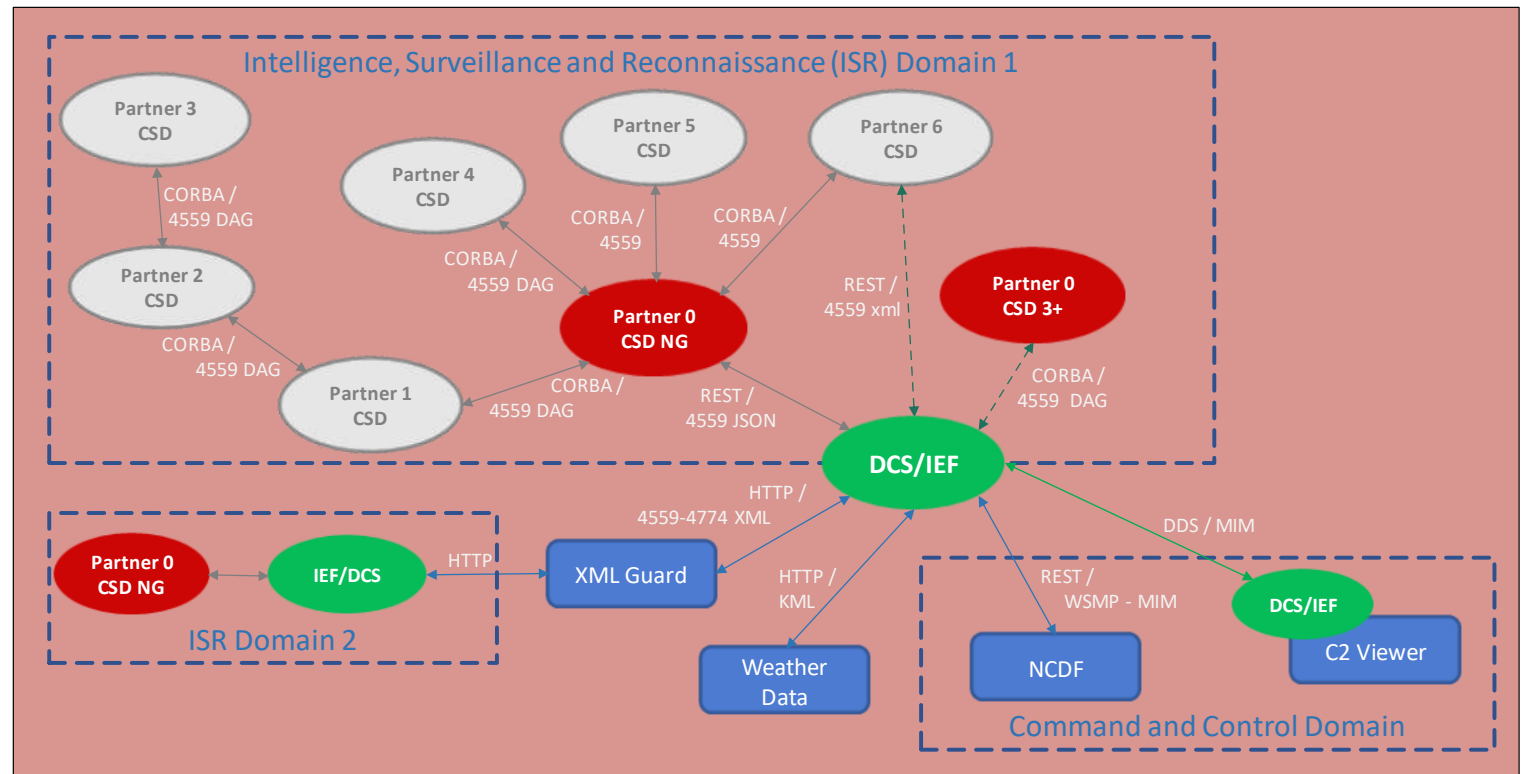 Intelligence, Surveillance and Reconnaissance (ISR) Domain 1
Partner 3
CSD
Partner 5
CSD
Partner 6
CSD
Partner 4
CSD
CORBA /
4559 DAG
CORBA /
4559
CORBA /
4559
CORBA /
4559 DAG
Partner 2
CSD
REST /
4559 xml
Partner 0
CSD 3+
Partner 0
CSD NG
CORBA /
4559 DAG
Partner 1
CSD
CORBA /
4559 DAG
REST /
4559 JSON
CORBA /
4559 DAG
DCS/IEF
HTTP /
4559-4774 XML
DDS / MIM
Partner 0
CSD NG
IEF/DCS
HTTP
XML Guard
HTTP /
KML
REST /
WSMP - MIM
DCS/IEF
C2 Viewer
ISR Domain 2
Weather
Data
NCDF
Command and Control Domain